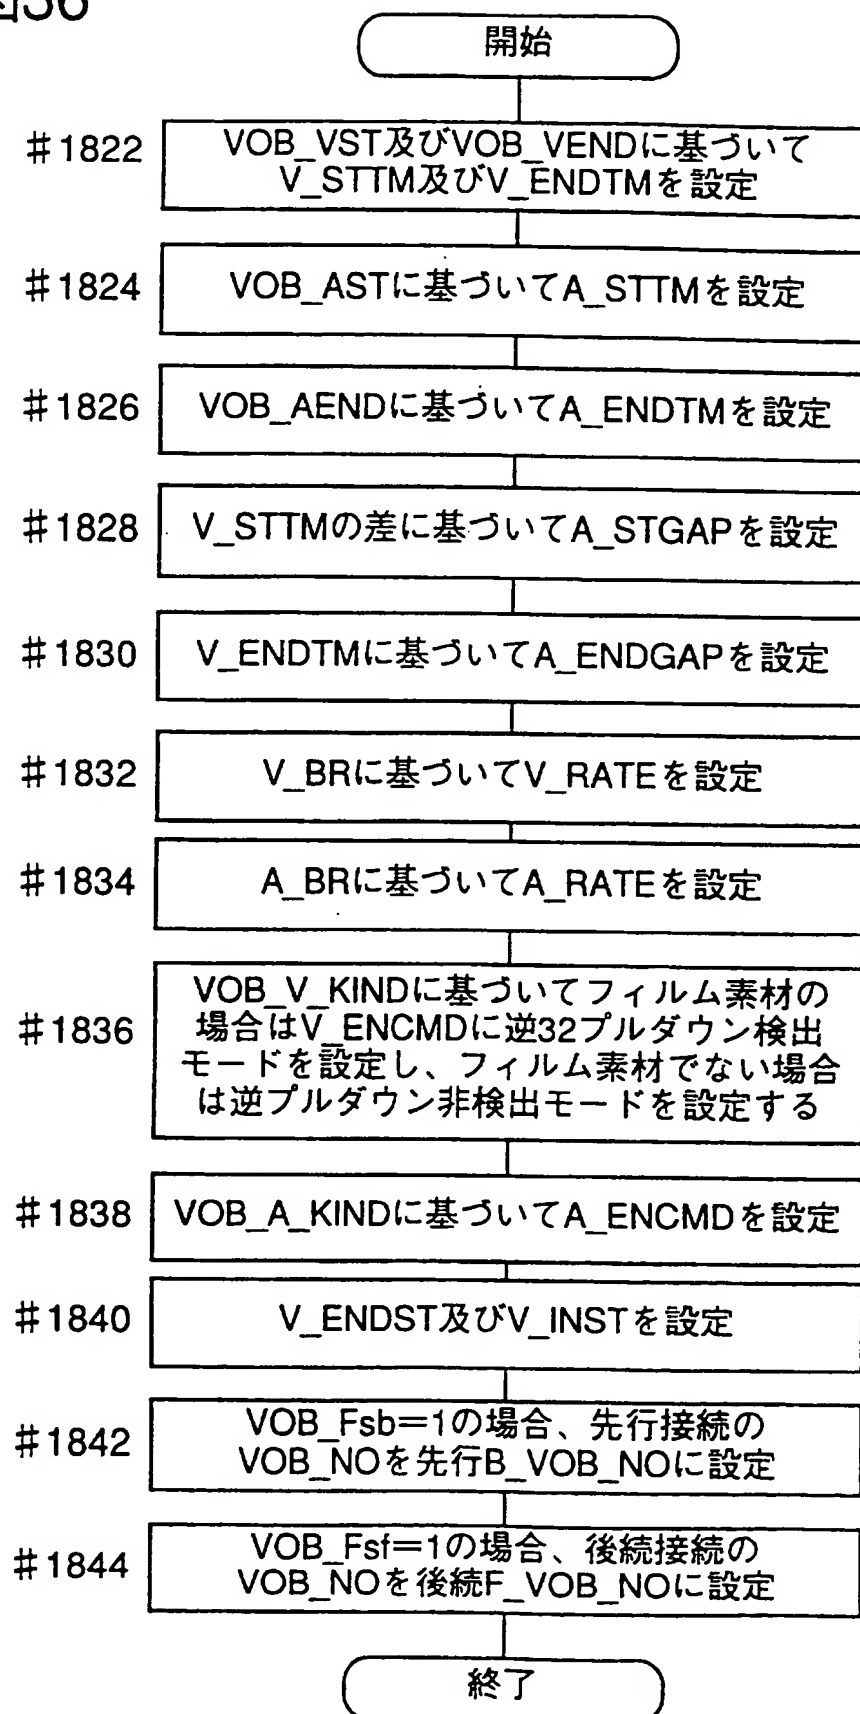 図56
開始
#1822
VOB_VST及びVOB_VENDに基づいて
V_STTM及びV_ENDTMを設定
#1824
VOB_ASTに基づいてA_STTMを設定
#1826
VOB_AENDに基づいてA_ENDTMを設定
#1828
V_STTMの差に基づいてA_STGAPを設定
#1830
V_ENDTMに基づいてA_ENDGAPを設定
#1832
V_BRに基づいてV_RATEを設定
#1834
A_BRに基づいてA_RATEを設定
#1836
VOB_V_KINDに基づいてフィルム素材の
場合はV_ENCMDに逆32プルダウン検出
モードを設定し、フィルム素材でない場合
は逆プルダウン非検出モードを設定する
#1838
VOB_A_KINDに基づいてA_ENCMDを設定
#1840
V_ENDST及びV_INSTを設定
#1842
VOB_Fsb=1の場合、先行接続の
VOB_NOを先行B_VOB_NOに設定
#1844
VOB_Fsf=1の場合、後続接続の
VOB_NOを後続F_VOB_NOに設定
終了